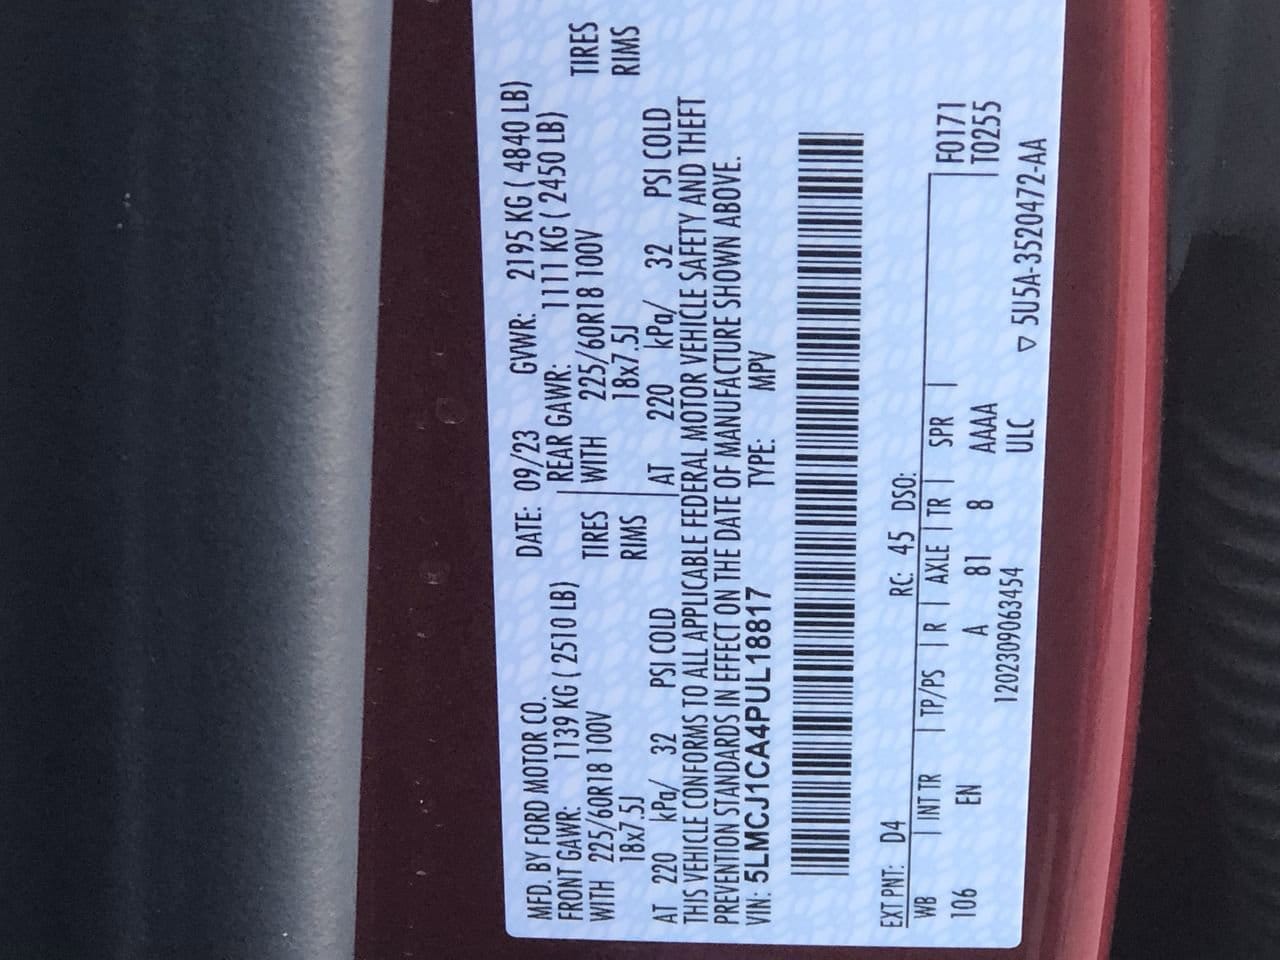 MFD. BY FORD MOTOR CO. DATE: 09/23 GVWR: 2195 KG ( 4840 LB)
FRONT GAWR: 1139 KG ( 2510 LB) REAR GAWR: 1111 KG ( 2450 LB)
WITH 225/60R18 100V TIRES WITH 225/60R18 100V TIRES
18x7.5J RIMS 18x7.5J RIMS
AT 220 kPa/ 32 PSI COLD AT 220 kPa/ 32 PSI COLD
THIS VEHICLE CONFORMS TO ALL APPLICABLE FEDERAL MOTOR VEHICLE SAFETY AND THEFT
PREVENTION STANDARDS IN EFFECT ON THE DATE OF MANUFACTURE SHOWN ABOVE.
VIN: 5LMCJ1CA4PUL18817 TYPE: MPV
EXT PNT: D4 RC: 45 DSO:
WB INT TR TP/PS R AXLE TR SPR F0171
106 EN A 81 8 AAAA T0255
1202309063454 ULC ▽ 5U5A-3520472-AA